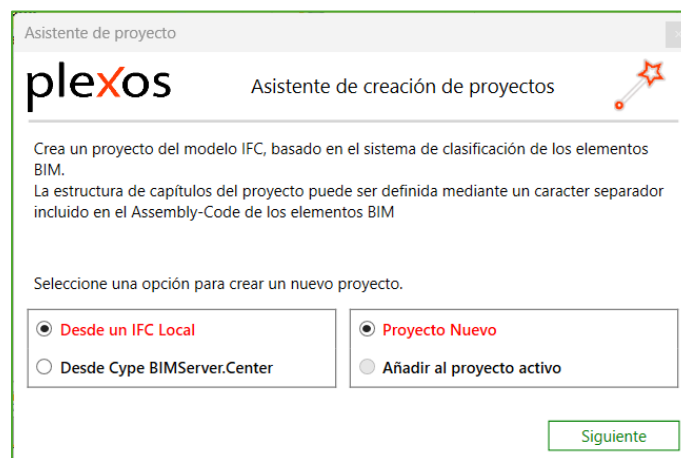 Asistente de proyecto
plexos
Asistente de creación de proyectos
Crea un proyecto del modelo IFC, basado en el sistema de clasificación de los elementos
BIM.
La estructura de capítulos del proyecto puede ser definida mediante un caracter separador
incluido en el Assembly-Code de los elementos BIM
Seleccione una opción para crear un nuevo proyecto.
Desde un IFC Local
Desde Cype BIMServer.Center
Proyecto Nuevo
Añadir al proyecto activo
Siguiente